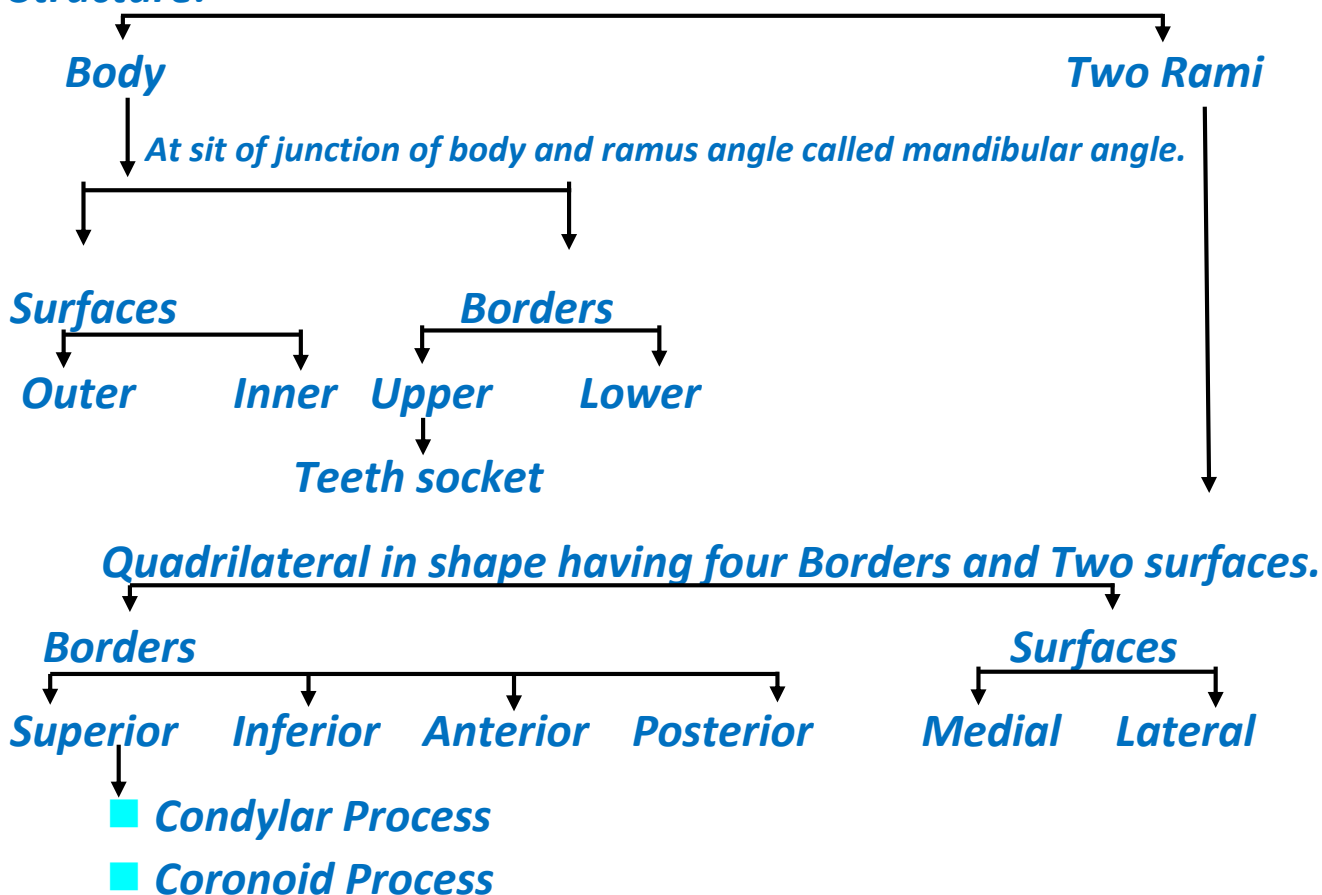 Structure:
Body Two Rami
At sit of junction of body and ramus angle called mandibular angle.
Surfaces Borders
Outer Inner Upper Lower
Teeth socket
Quadrilateral in shape having four Borders and Two surfaces.
Borders Surfaces
Superior Inferior Anterior Posterior Medial Lateral
Condylar Process
Coronoid Process